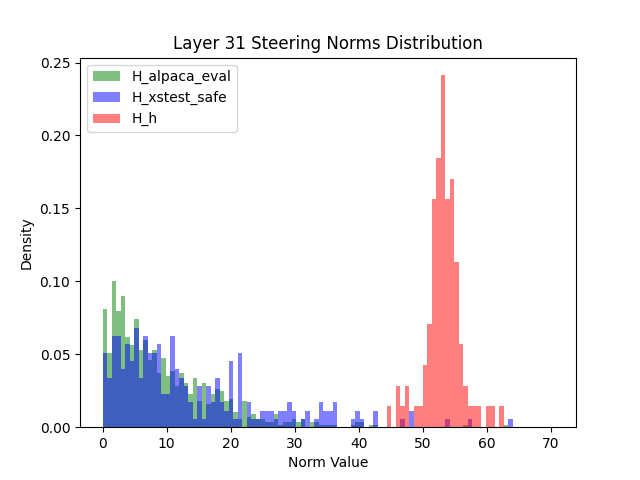 Layer 31 Steering Norms Distribution
H_alpaca_eval
H_xstest_safe
H_h
Density
0.25
0.20
0.15
0.10
0.05
0.00
0 10 20 30 40 50 60 70
Norm Value